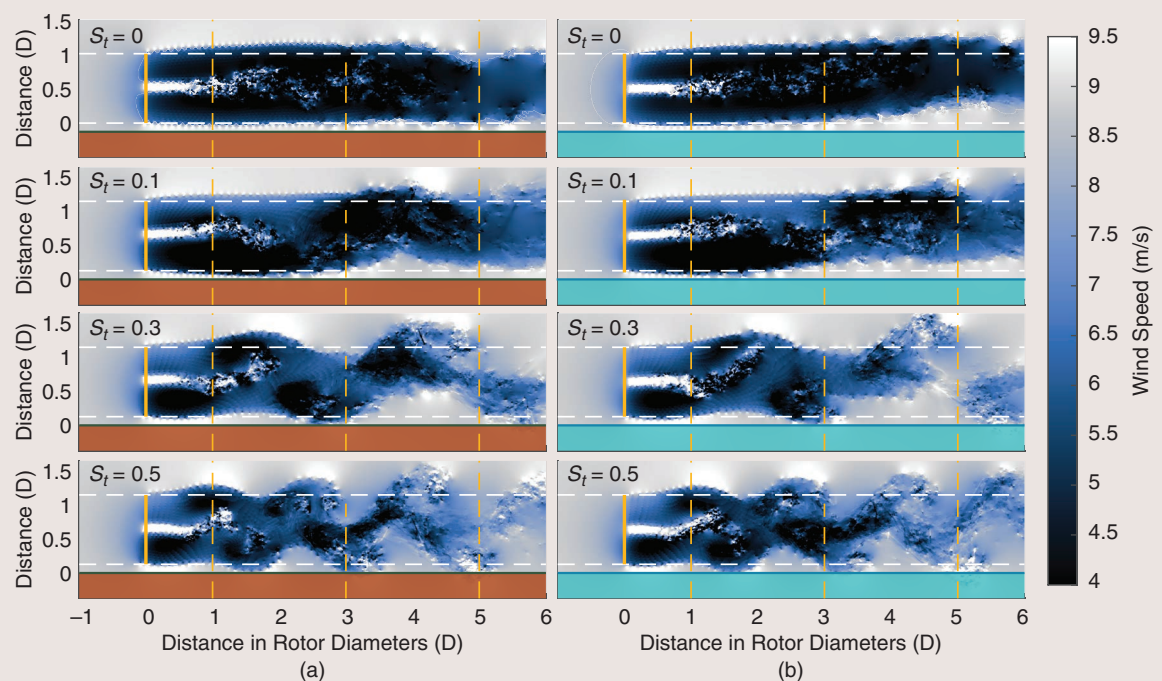 1.5
1
0.5
0
Distance (D)
S_t = 0
S_t = 0
1.5
1
0.5
0
Distance (D)
S_t = 0.1
S_t = 0.1
1.5
1
0.5
0
Distance (D)
S_t = 0.3
S_t = 0.3
1.5
1
0.5
0
Distance (D)
S_t = 0.5
S_t = 0.5
–1 0 1 2 3 4 5 6
Distance in Rotor Diameters (D)
(a)
0 1 2 3 4 5 6
Distance in Rotor Diameters (D)
(b)
9.5
9
8.5
8
7.5
7
6.5
6
5.5
5
4.5
4
Wind Speed (m/s)